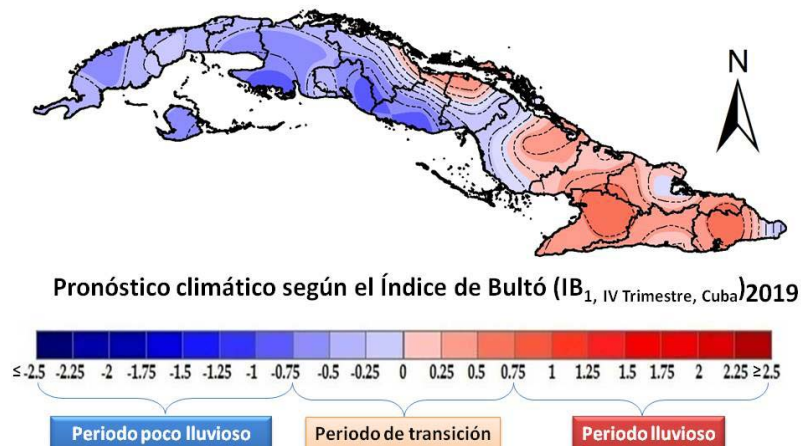 N
Pronóstico climático según el Índice de Bultó (IB1, IV Trimestre, Cuba)2019
≤ -2.5 -2.25 -2 -1.75 -1.5 -1.25 -1 -0.75 -0.5 -0.25 0 0.25 0.5 0.75 1 1.25 1.5 1.75 2 2.25 ≥2.5
Periodo poco lluvioso Periodo de transición Periodo lluvioso